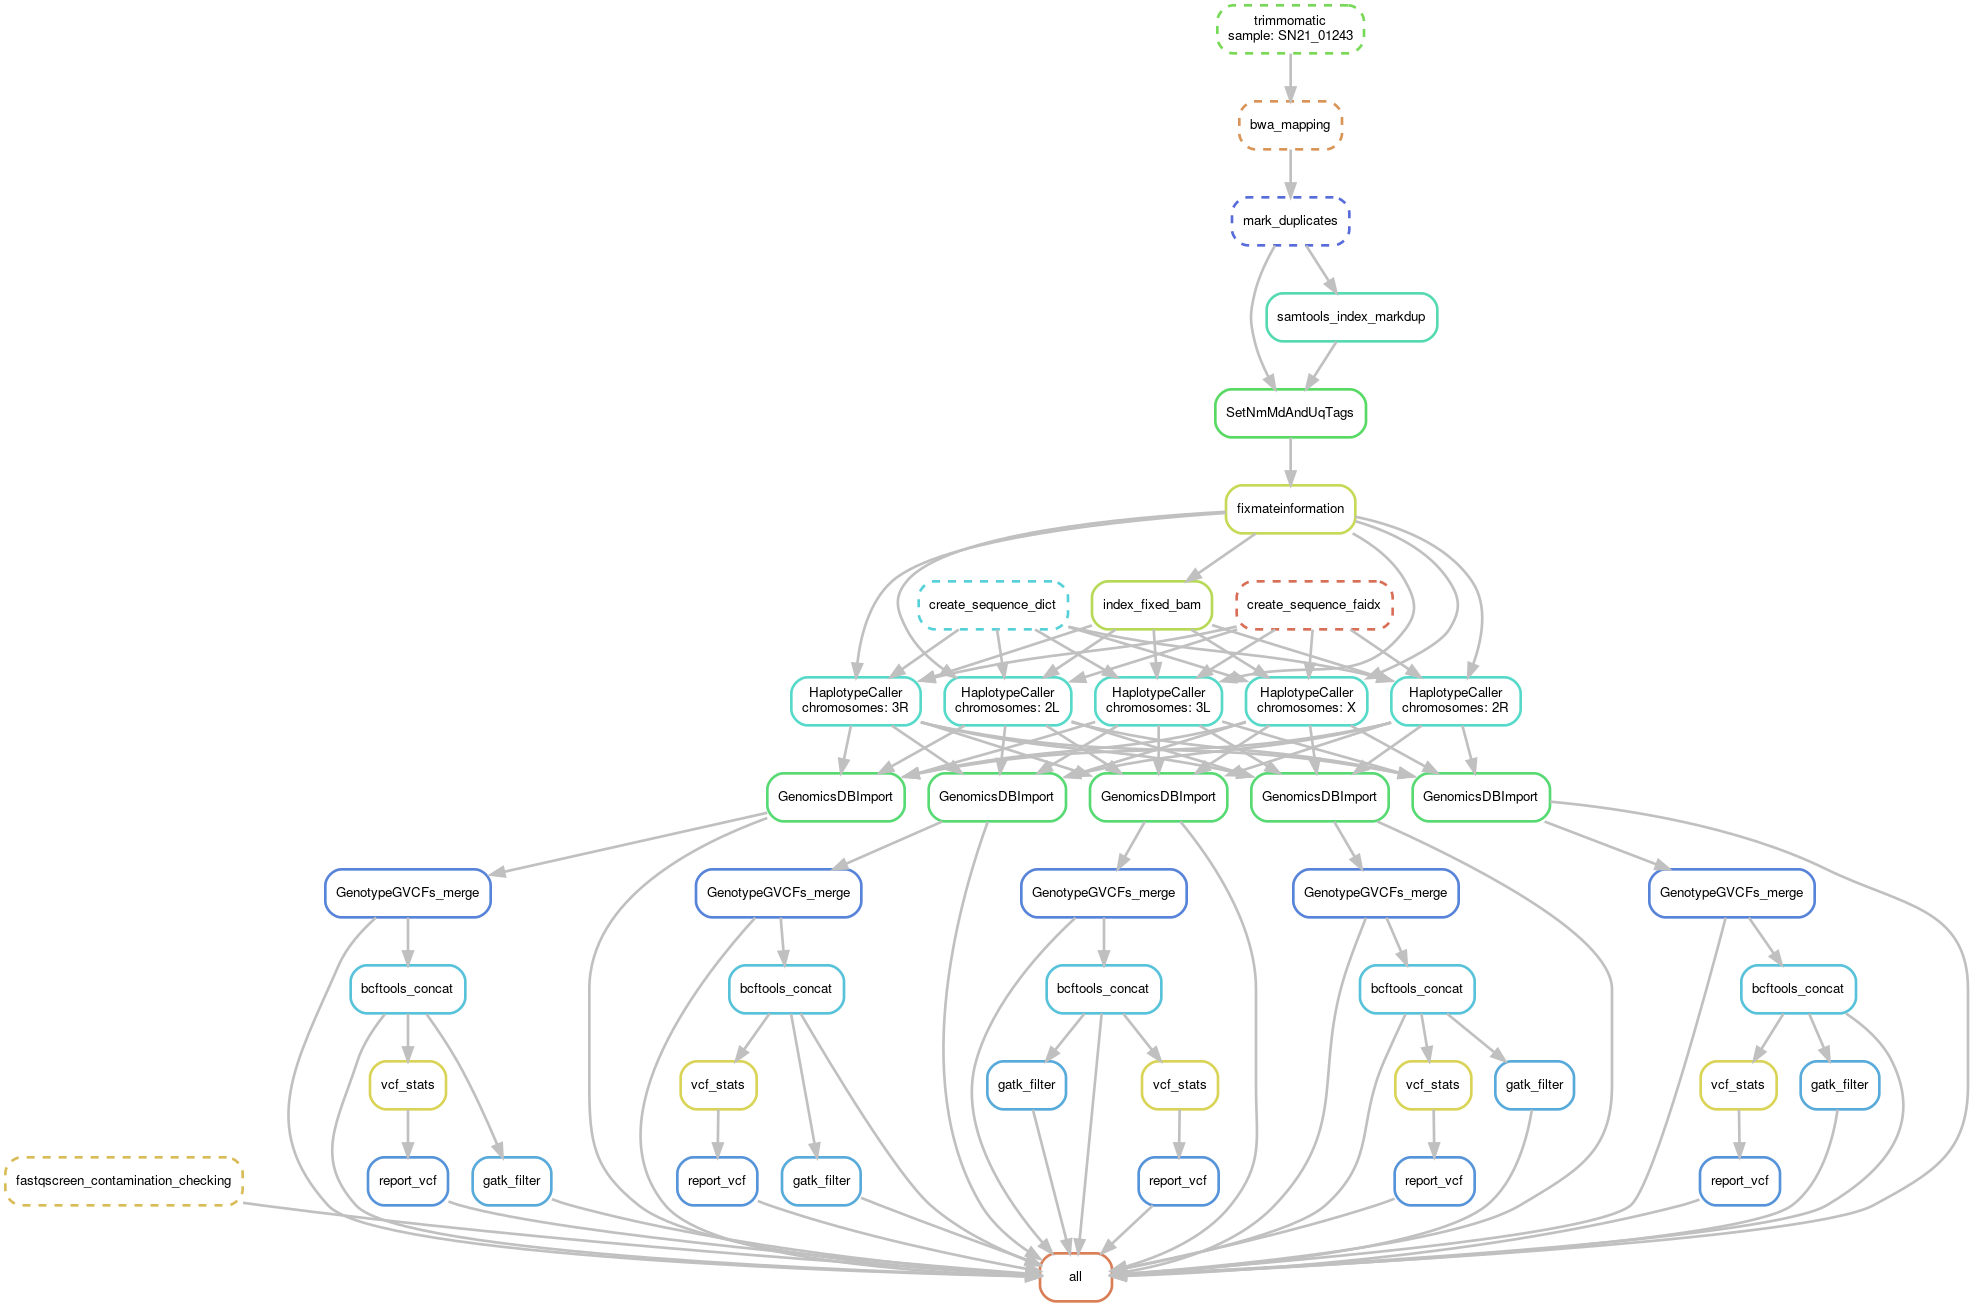 trimmomatic
sample: SN21_01243
bwa_mapping
mark_duplicates
samtools_index_markdup
SetNmMdAndUqTags
fixmateinformation
create_sequence_dict
index_fixed_bam
create_sequence_faidx
HaplotypeCaller
chromosomes: 3R
HaplotypeCaller
chromosomes: 2L
HaplotypeCaller
chromosomes: 3L
HaplotypeCaller
chromosomes: X
HaplotypeCaller
chromosomes: 2R
GenomicsDBImport
GenomicsDBImport
GenomicsDBImport
GenomicsDBImport
GenomicsDBImport
GenotypeGVCFs_merge
GenotypeGVCFs_merge
GenotypeGVCFs_merge
GenotypeGVCFs_merge
GenotypeGVCFs_merge
bcftools_concat
bcftools_concat
bcftools_concat
bcftools_concat
bcftools_concat
vcf_stats
vcf_stats
gatk_filter
vcf_stats
vcf_stats
gatk_filter
vcf_stats
gatk_filter
fastqscreen_contamination_checking
report_vcf
gatk_filter
report_vcf
gatk_filter
report_vcf
report_vcf
report_vcf
all